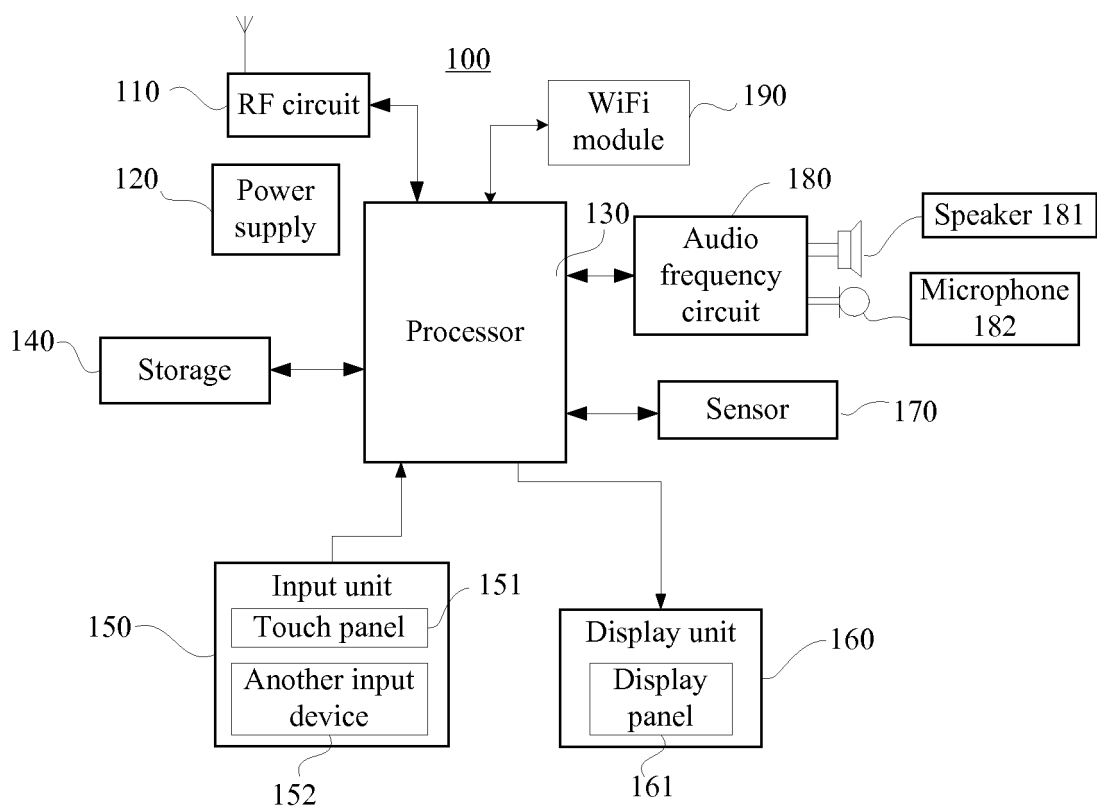 100
110
RF circuit
WiFi
module
190
120
Power
supply
180
130
Audio
frequency
circuit
Speaker 181
Microphone
182
Processor
140
Storage
Sensor
170
Input unit
151
Touch panel
150
Another input
device
152
Display unit
160
Display
panel
161